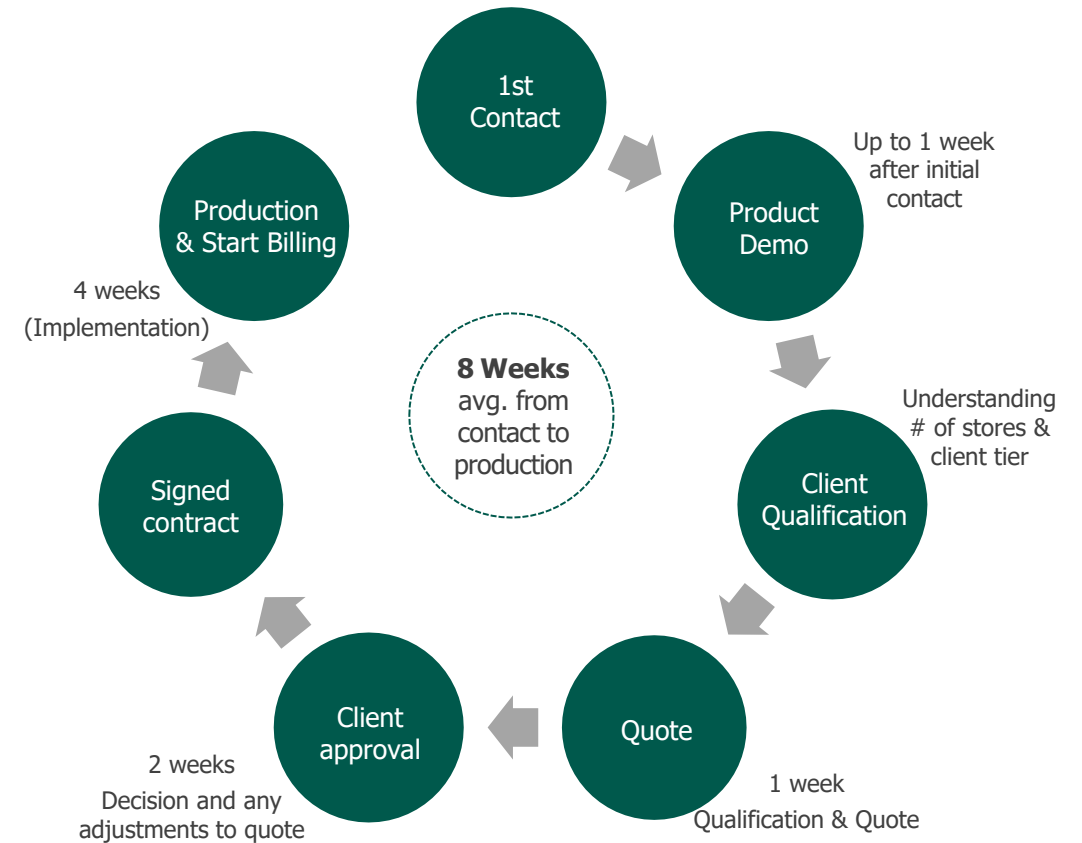 1st
Contact
Up to 1 week
after initial
contact
Product
Demo
Understanding
# of stores &
client tier
Client
Qualification
Quote
1 week
Qualification & Quote
Client
approval
2 weeks
Decision and any
adjustments to quote
Signed
contract
Production
& Start Billing
4 weeks
(Implementation)
8 Weeks
avg. from
contact to
production